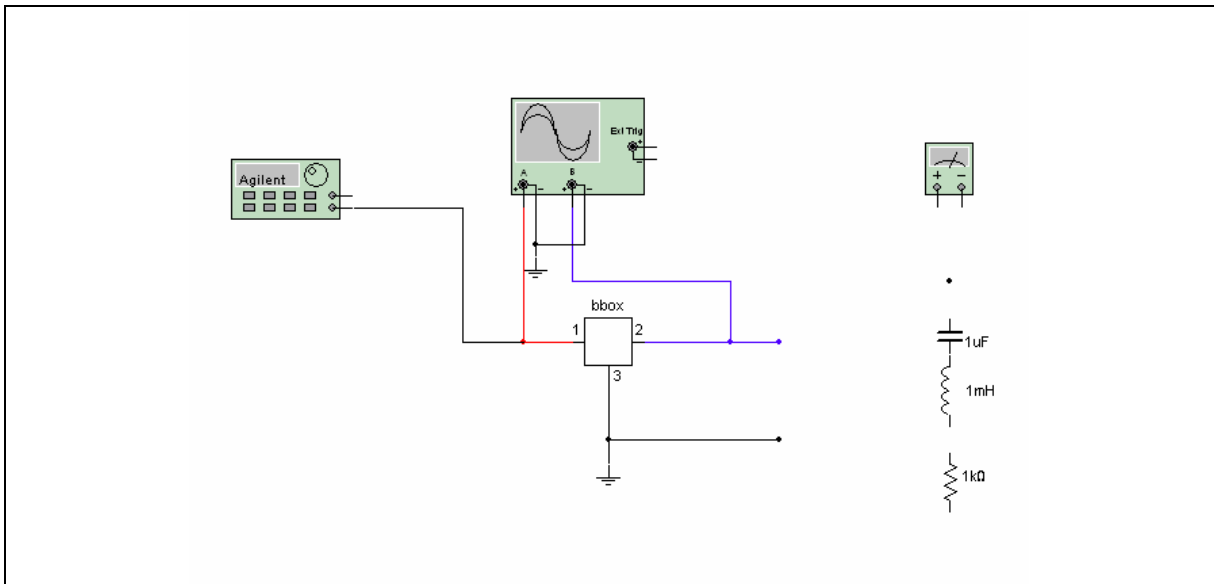 Ext Trig
+
A
B
+
−
+
−
Agilent
+ −
bbox
1
2
3
1uF
1mH
1kΩ